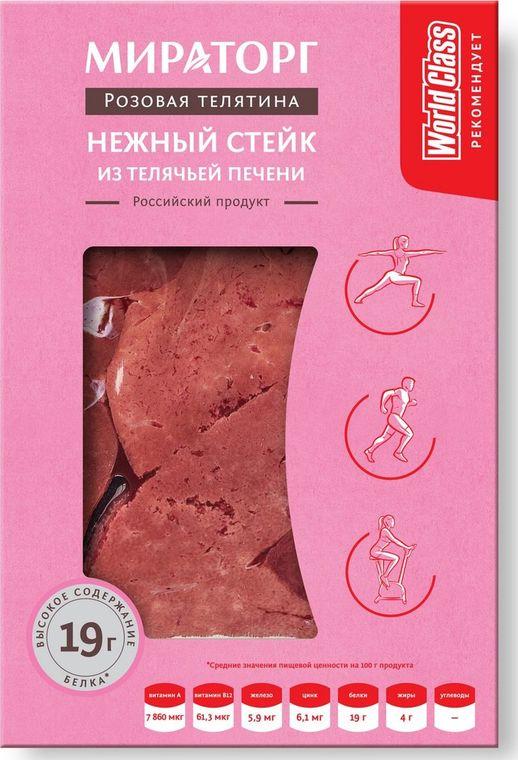 МИРАТОРГ
РОЗОВАЯ ТЕЛЯТИНА
НЕЖНЫЙ СТЕЙК
ИЗ ТЕЛЯЧЬЕЙ ПЕЧЕНИ
Российский продукт
World Class
РЕКОМЕНДУЕТ
ВЫСОКОЕ СОДЕРЖАНИЕ
19 г
БЕЛКА*
*Средние значения пищевой ценности на 100 г продукта
витамин А витамин В12 железо цинк белки жиры углеводы
7 860 мкг 61,3 мкг 5,9 мг 6,1 мг 19 г 4 г —